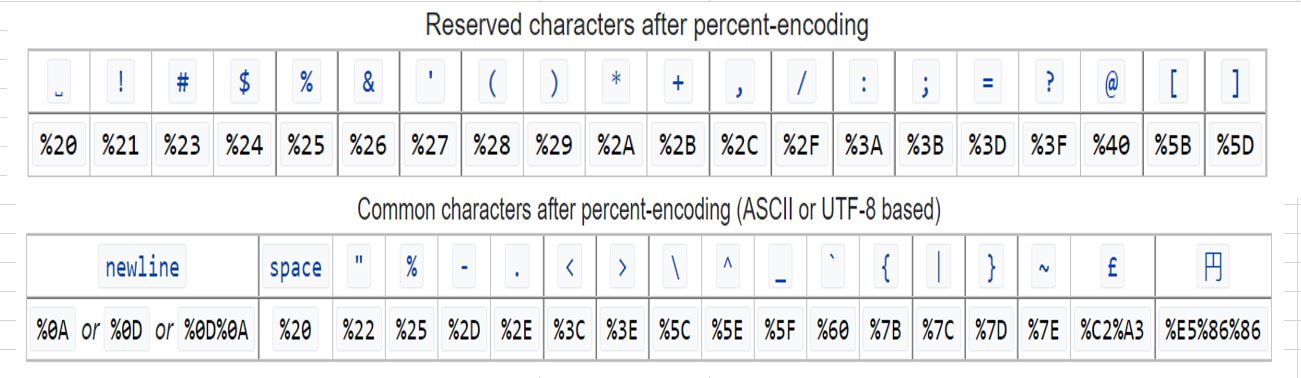 Reserved characters after percent-encoding
␣ ! # $ % & ' ( ) * + , / : ; = ? @ [ ]
%20 %21 %23 %24 %25 %26 %27 %28 %29 %2A %2B %2C %2F %3A %3B %3D %3F %40 %5B %5D
Common characters after percent-encoding (ASCII or UTF-8 based)
newline space " % - . < > \ ^ _ ` { | } ~ £ 円
%0A or %0D or %0D%0A %20 %22 %25 %2D %2E %3C %3E %5C %5E %5F %60 %7B %7C %7D %7E %C2%A3 %E5%86%86